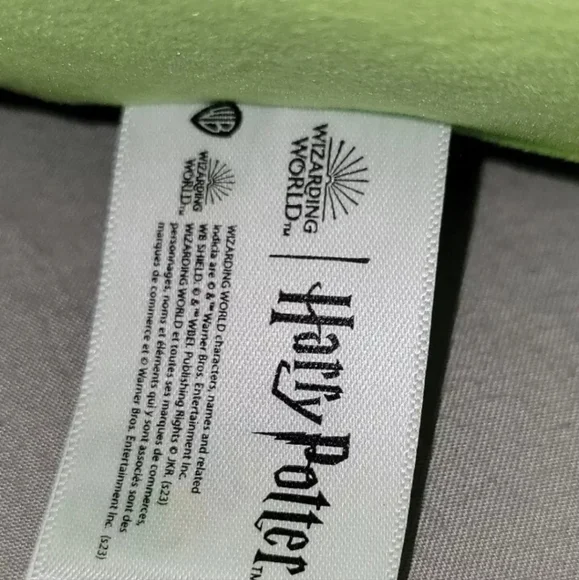 WIZARDING
WORLD™
Harry Potter™
WB
WIZARDING
WORLD™
WIZARDING WORLD characters, names and related
indicia are © & ™ Warner Bros. Entertainment Inc.
WB SHIELD: © & ™ WBEI. Publishing Rights © JKR. (s23)
WIZARDING WORLD et toutes ses marques de commerces,
personnages, noms et éléments qui y sont associés sont des
marques de commerce et © Warner Bros. Entertainment Inc. (s23)